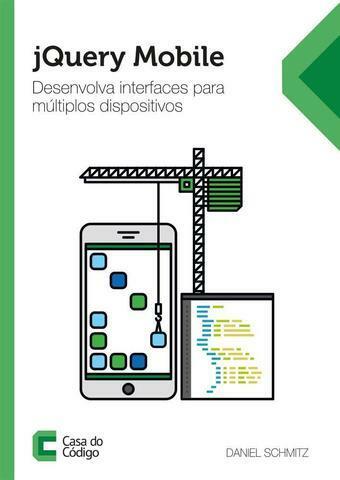 jQuery Mobile
Desenvolva interfaces para
múltiplos dispositivos
Casa do
Código
DANIEL SCHMITZ